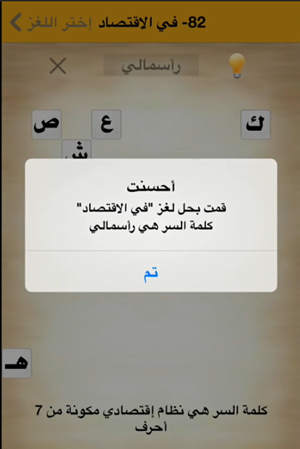 82- في الاقتصاد
إختر اللغز
رأسمالي
ص
ع
ك
ش
أحسنت
قمت بحل لغز "في الاقتصاد"
كلمة السر هي رأسمالي
تم
هـ
كلمة السر هي نظام إقتصادي مكونة من 7
أحرف